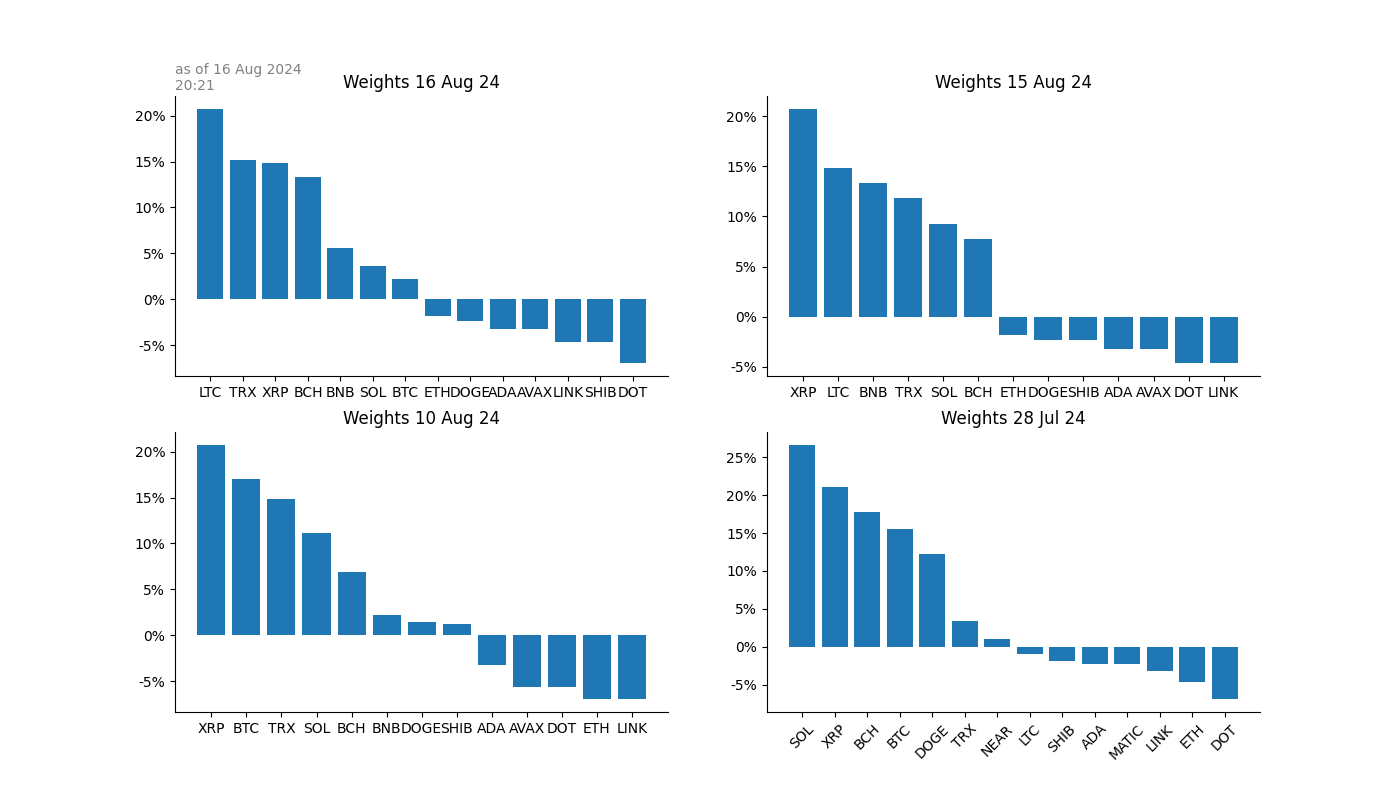 as of 16 Aug 2024
20:21
Weights 16 Aug 24
20%
15%
10%
5%
0%
-5%
LTC TRX XRP BCH BNB SOL BTC ETH DOGE ADA AVAX LINK SHIB DOT
Weights 15 Aug 24
20%
15%
10%
5%
0%
-5%
XRP LTC BNB TRX SOL BCH ETH DOGE SHIB ADA AVAX DOT LINK
Weights 10 Aug 24
20%
15%
10%
5%
0%
-5%
XRP BTC TRX SOL BCH BNB DOGE SHIB ADA AVAX DOT ETH LINK
Weights 28 Jul 24
25%
20%
15%
10%
5%
0%
-5%
SOL XRP BCH BTC DOGE TRX NEAR LTC SHIB ADA MATIC LINK ETH DOT